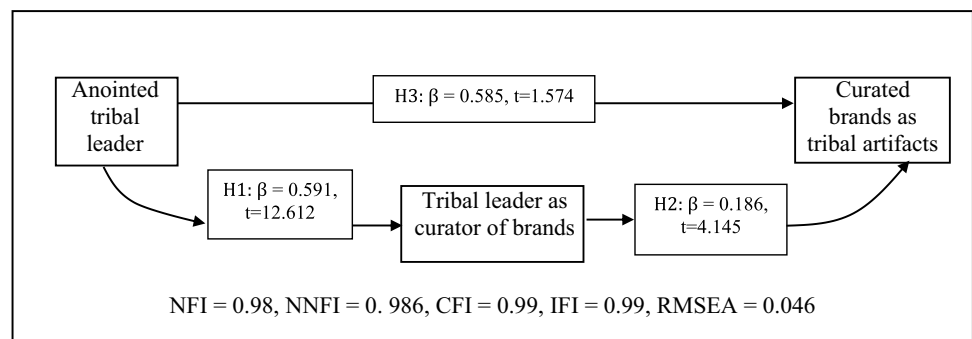 Anointed
tribal
leader
H3: β = 0.585, t=1.574
Curated
brands as
tribal artifacts
H1: β = 0.591,
t=12.612
Tribal leader as
curator of brands
H2: β = 0.186,
t=4.145
NFI = 0.98, NNFI = 0. 986, CFI = 0.99, IFI = 0.99, RMSEA = 0.046